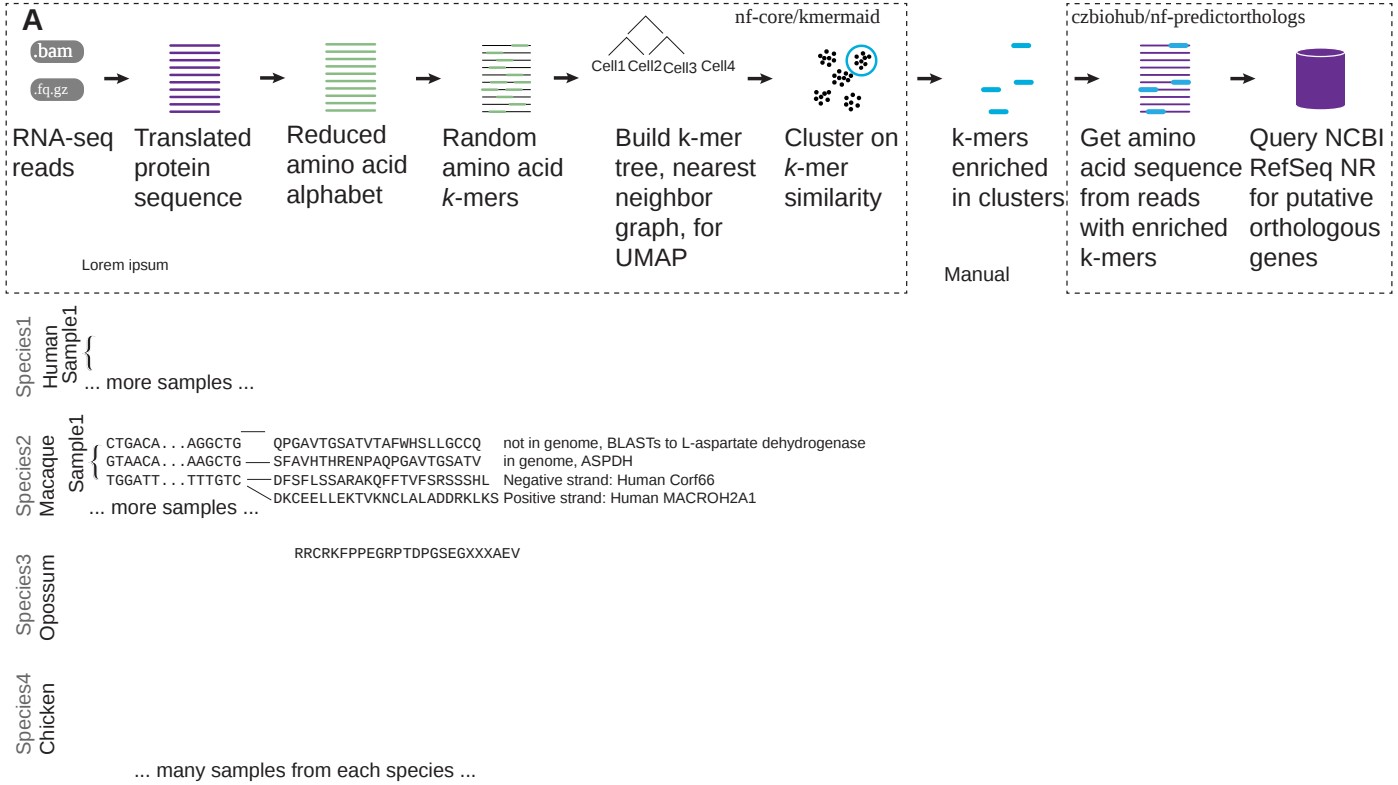 A
nf-core/kmermaid
czbiohub/nf-predictorthologs
.bam
.fq.gz
Cell1 Cell2 Cell3 Cell4
RNA-seq
reads
Translated
protein
sequence
Reduced
amino acid
alphabet
Random
amino acid
k-mers
Build k-mer
tree, nearest
neighbor
graph, for
UMAP
Cluster on
k-mer
similarity
k-mers
enriched
in clusters
Get amino
acid sequence
from reads
with enriched
k-mers
Query NCBI
RefSeq NR
for putative
orthologous
genes
Lorem ipsum
Manual
Species1
Human
Sample1
{
... more samples ...
Species2
Macaque
Sample1
{
CTGACA...AGGCTG QPGAVTGSATVTAFWHSLLGCCQ not in genome, BLASTs to L-aspartate dehydrogenase
GTAACA...AAGCTG SFAVHTHRENPAQPGAVTGSATV in genome, ASPDH
TGGATT...TTTGTC DFSFLSSARAKQFFTVFSRSSSHL Negative strand: Human Corf66
DKCEELLEKTVKNCLALADDRKLKS Positive strand: Human MACROH2A1
... more samples ...
Species3
Opossum
RRCRKFPPEGRPTDPGSEGXXXAEV
Species4
Chicken
... many samples from each species ...